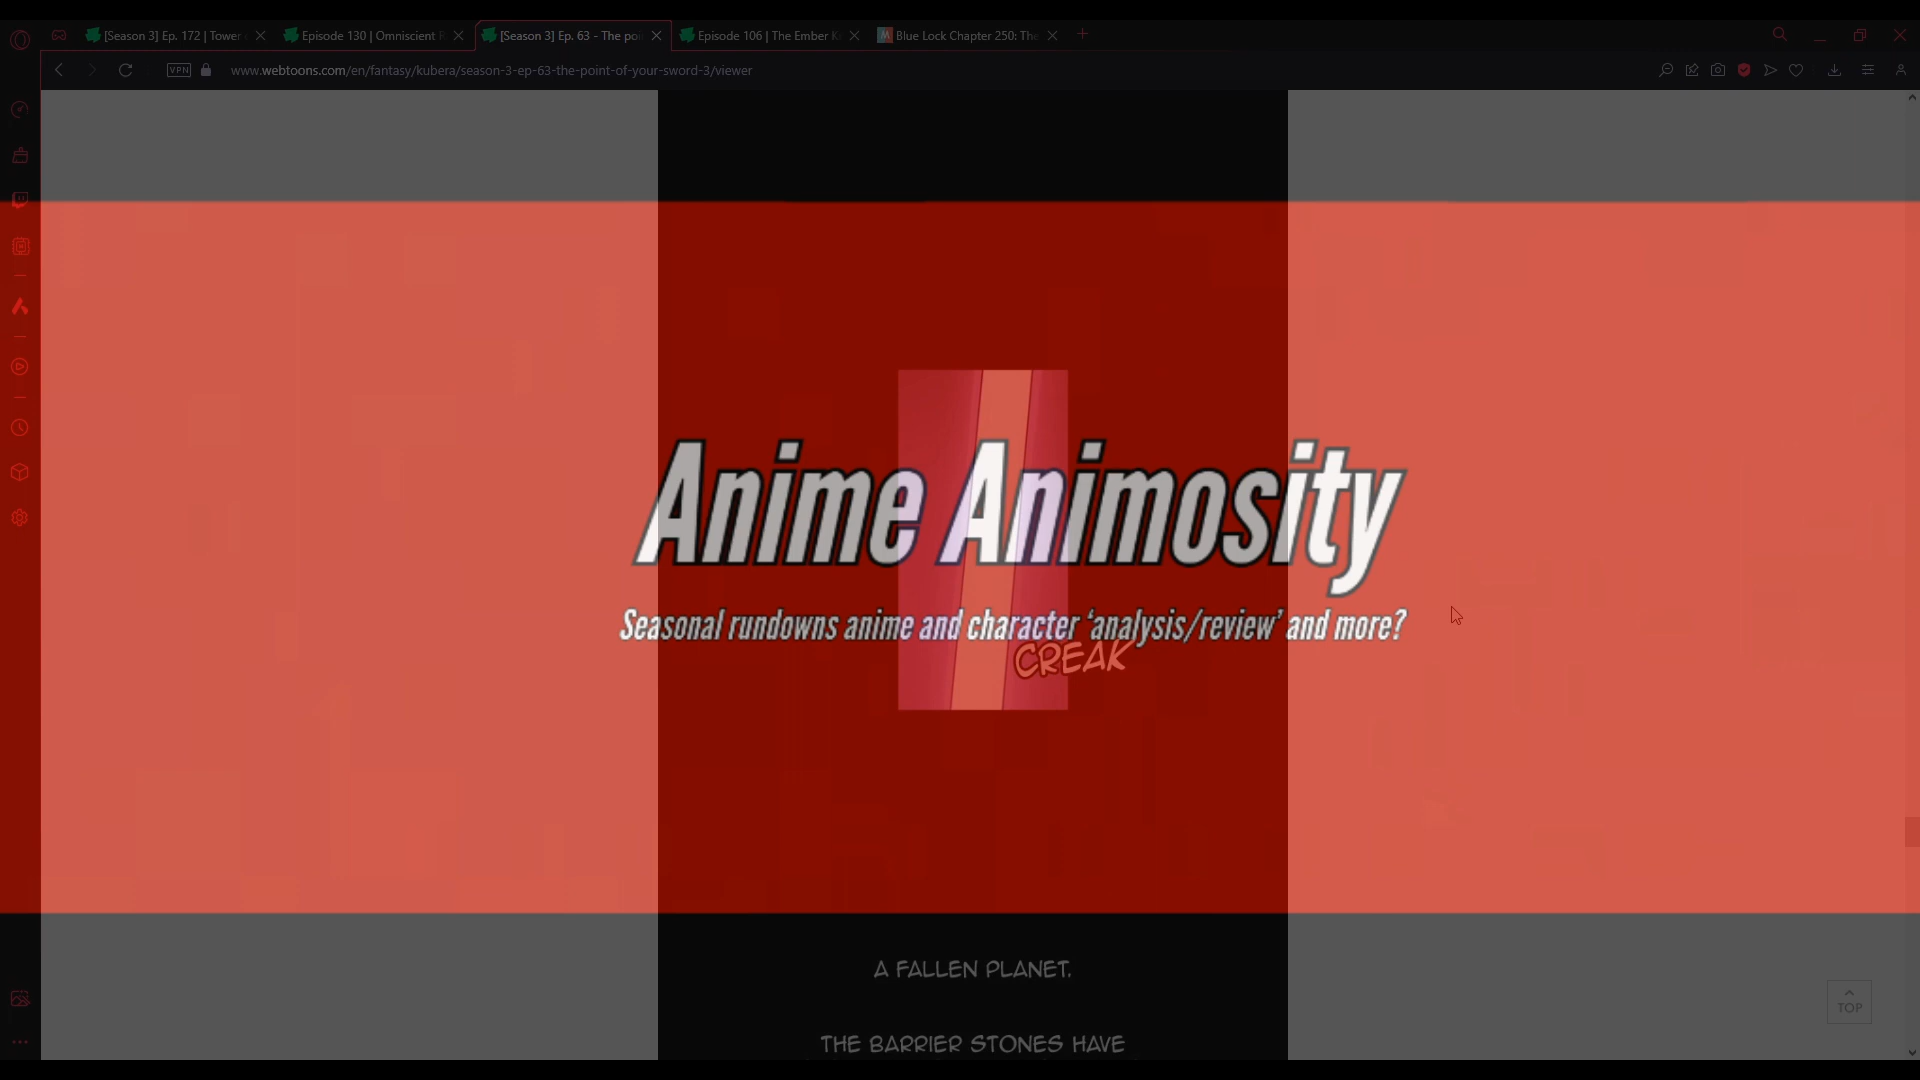 [Season 3] Ep. 172 | Tower
Episode 130 | Omniscient R
[Season 3] Ep. 63 - The poi
Episode 106 | The Ember K
Blue Lock Chapter 250: The
VPN
www.webtoons.com/en/fantasy/kubera/season-3-ep-63-the-point-of-your-sword-3/viewer
Anime Animosity
Seasonal rundowns anime and character ‘analysis/review’ and more?
CREAK
A FALLEN PLANET.
TOP
THE BARRIER STONES HAVE